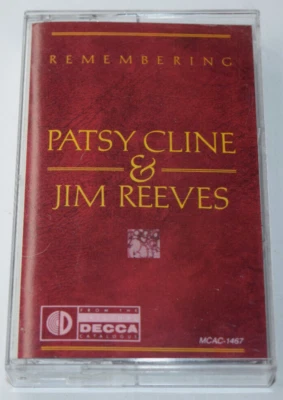 REMEMBERING
PATSY CLINE
&
JIM REEVES
FROM THE
DECCA
CATALOGUE
MCAC-1467